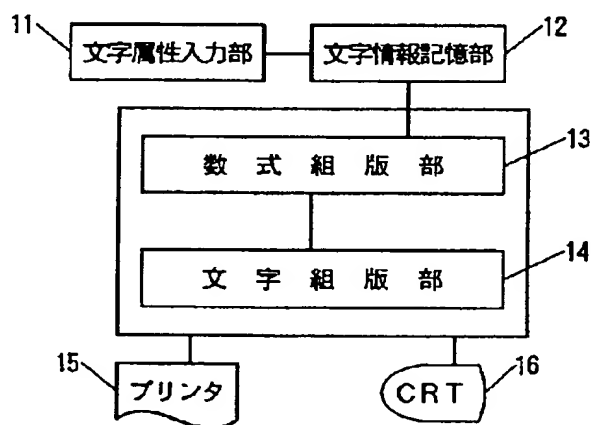 11 文字属性入力部
文字情報記憶部 12
数式組版部 13
文字組版部 14
15 プリンタ
CRT 16